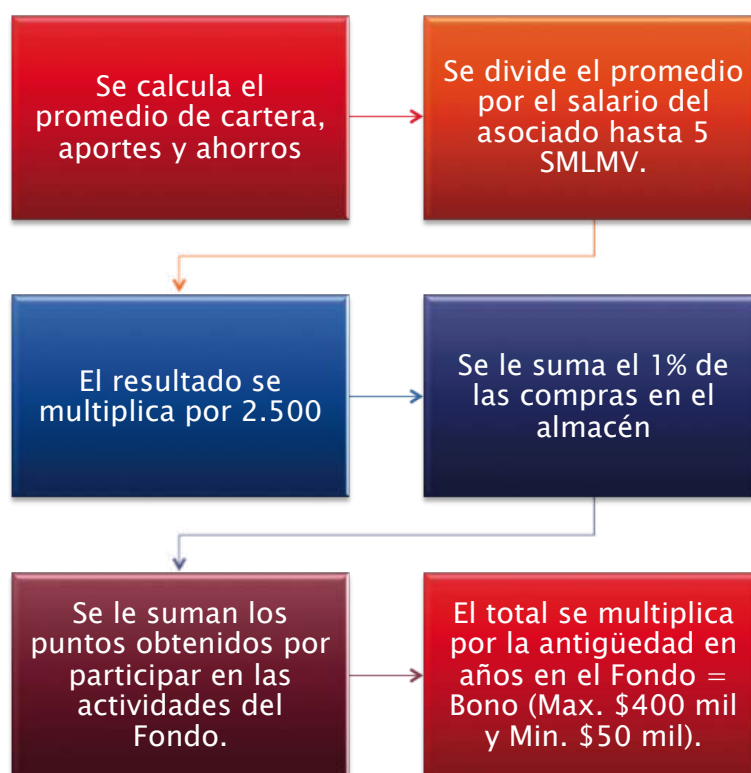 Se calcula el
promedio de cartera,
aportes y ahorros
Se divide el promedio
por el salario del
asociado hasta 5
SMLMV.
El resultado se
multiplica por 2.500
Se le suma el 1% de
las compras en el
almacén
Se le suman los
puntos obtenidos por
participar en las
actividades del
Fondo.
El total se multiplica
por la antigüedad en
años en el Fondo =
Bono (Max. $400 mil
y Min. $50 mil).